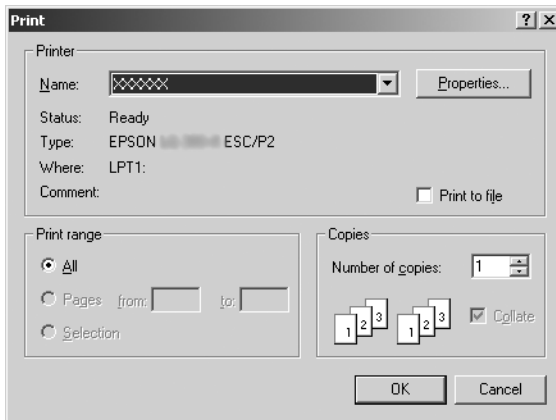 Print
Printer
Name: XXXXXX Properties...
Status: Ready
Type: EPSON ESC/P2
Where: LPT1:
Comment: Print to file
Print range
All
Pages from: to:
Selection
Copies
Number of copies: 1
1 2 3 1 2 3 Collate
OK Cancel